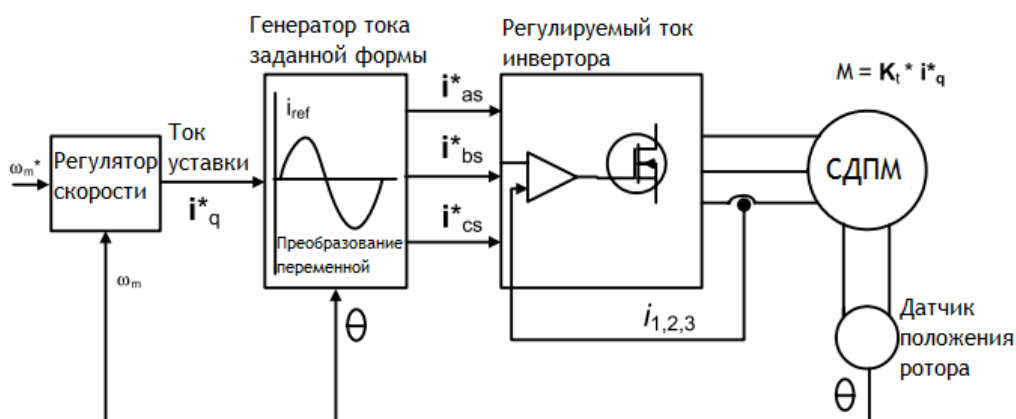 Генератор тока
заданной формы
Регулируемый ток
инвертора
M = Kt * i*q
i*as
iref
Ток
уставки
i*bs
ωm*
Регулятор
скорости
СДПМ
i*q
i*cs
Преобразование
переменной
ωm
θ
i1,2,3
Датчик
положения
ротора
θ